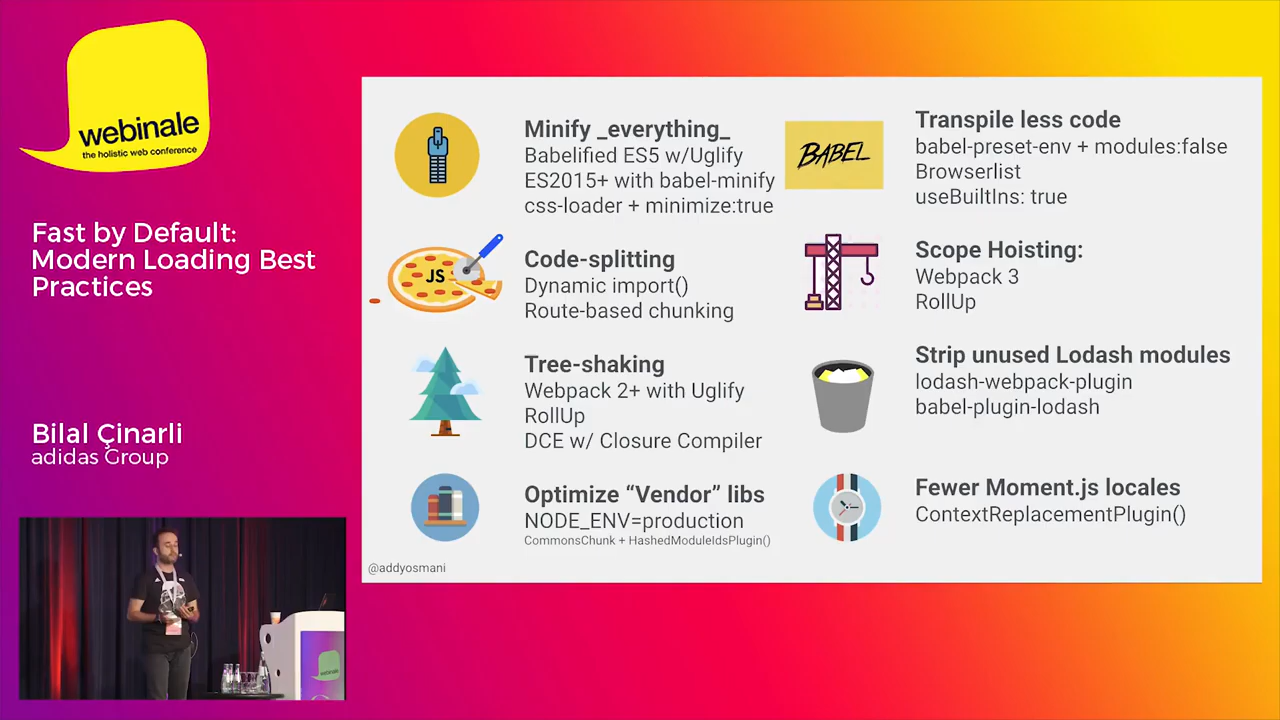 webinale
the holistic web conference
Fast by Default:
Modern Loading Best
Practices
Bilal Çinarli
adidas Group
Minify _everything_
Babelified ES5 w/Uglify
ES2015+ with babel-minify
css-loader + minimize:true
Code-splitting
Dynamic import()
Route-based chunking
JS
Tree-shaking
Webpack 2+ with Uglify
RollUp
DCE w/ Closure Compiler
Optimize “Vendor” libs
NODE_ENV=production
CommonsChunk + HashedModuleIdsPlugin()
BABEL
Transpile less code
babel-preset-env + modules:false
Browserlist
useBuiltIns: true
Scope Hoisting:
Webpack 3
RollUp
Strip unused Lodash modules
lodash-webpack-plugin
babel-plugin-lodash
Fewer Moment.js locales
ContextReplacementPlugin()
@addyosmani